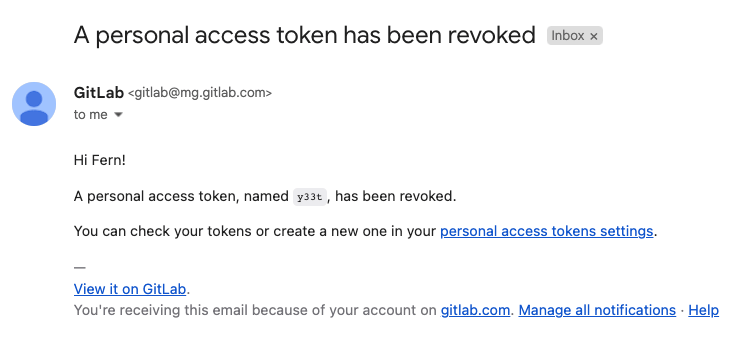 A personal access token has been revoked Inbox ×
GitLab <gitlab@mg.gitlab.com>
to me
Hi Fern!
A personal access token, named y33t, has been revoked.
You can check your tokens or create a new one in your personal access tokens settings.
—
View it on GitLab.
You're receiving this email because of your account on gitlab.com. Manage all notifications · Help